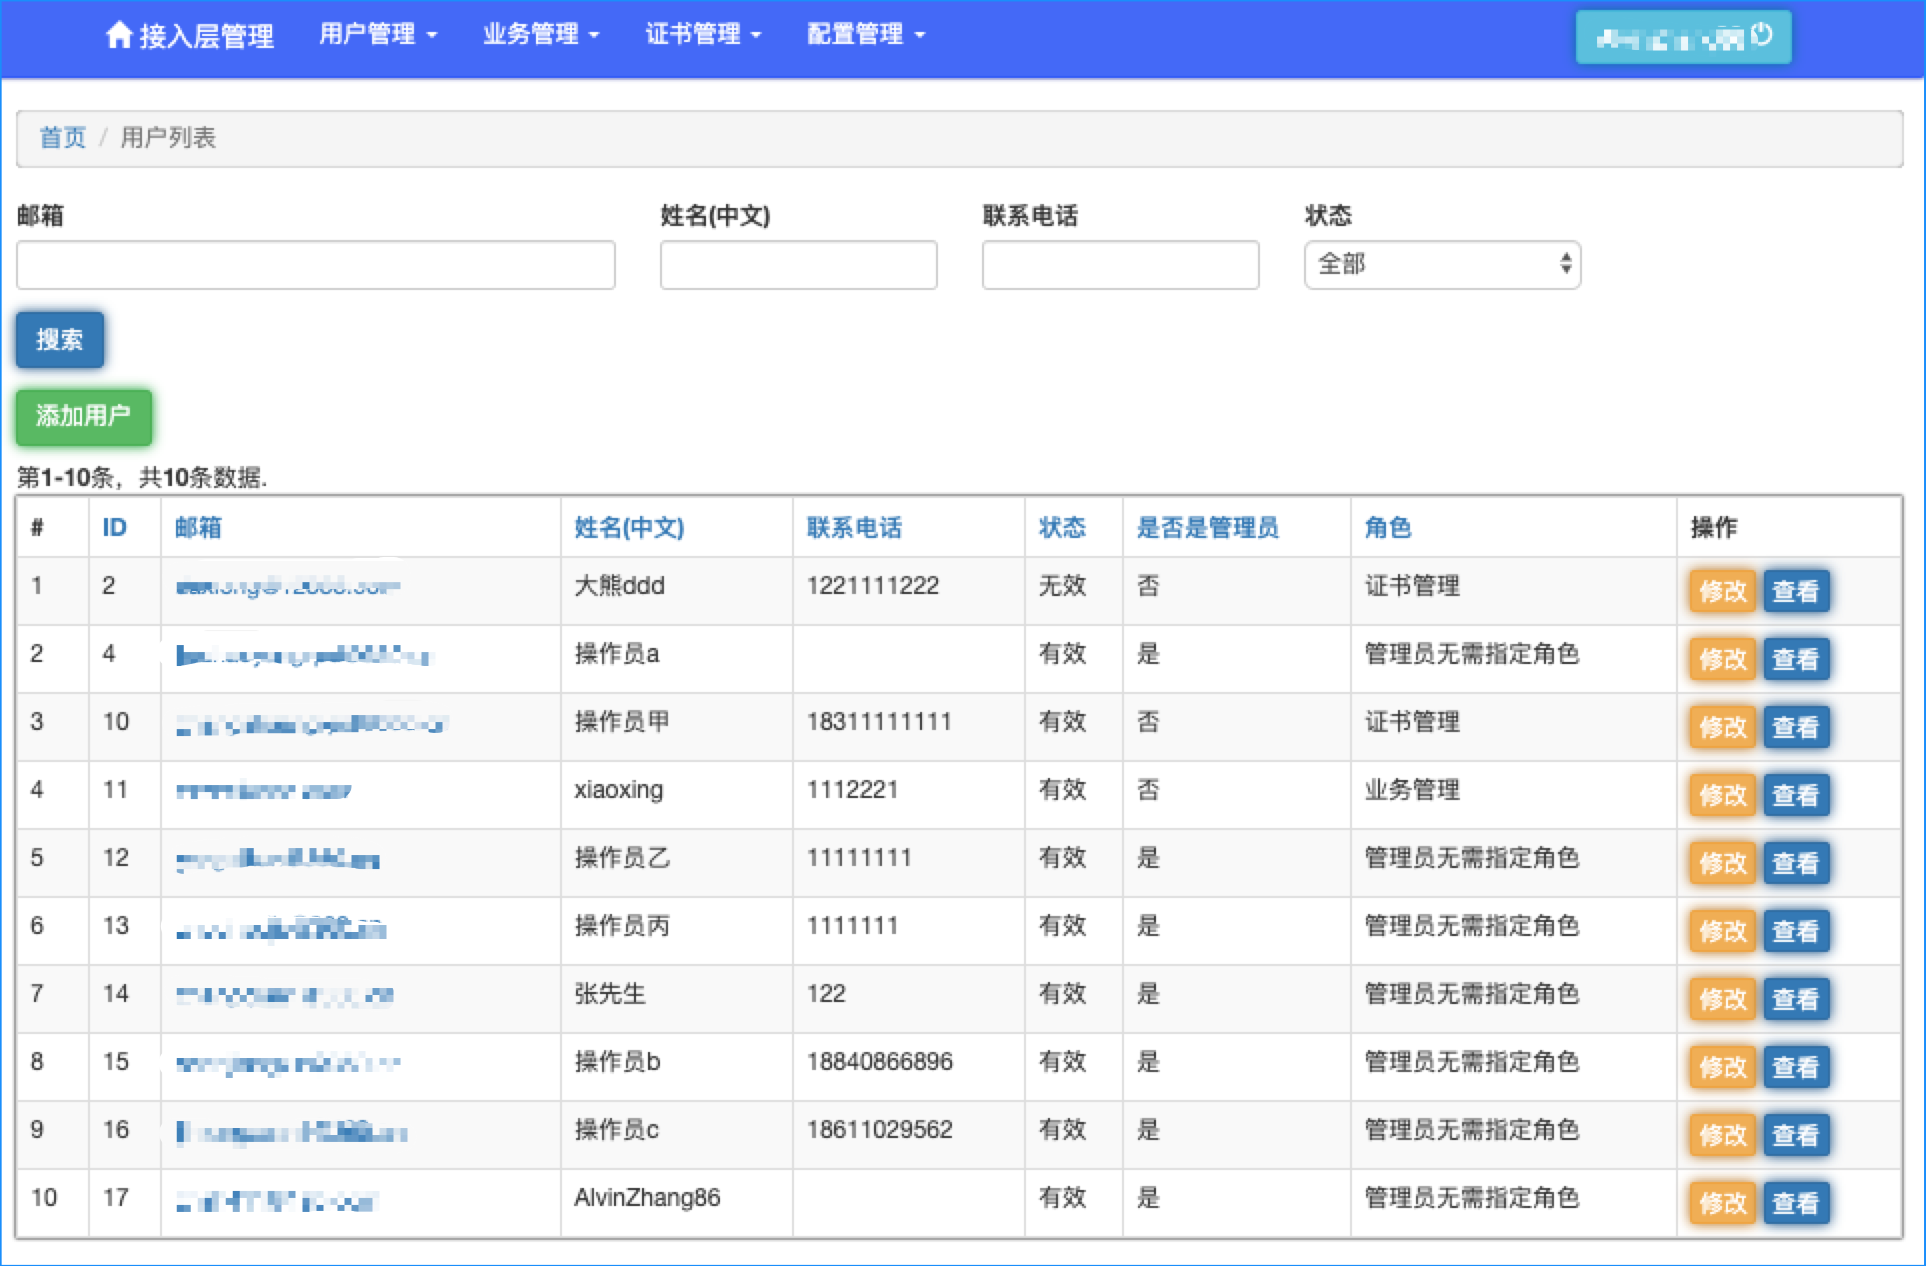 接入层管理 用户管理 业务管理 证书管理 配置管理
首页 / 用户列表
邮箱 姓名(中文) 联系电话 状态
全部
搜索
添加用户
第1-10条，共10条数据.
# ID 邮箱 姓名(中文) 联系电话 状态 是否是管理员 角色 操作
1 2 大熊ddd 1221111222 无效 否 证书管理 修改 查看
2 4 操作员a 有效 是 管理员无需指定角色 修改 查看
3 10 操作员甲 18311111111 有效 否 证书管理 修改 查看
4 11 xiaoxing 1112221 有效 否 业务管理 修改 查看
5 12 操作员乙 11111111 有效 是 管理员无需指定角色 修改 查看
6 13 操作员丙 1111111 有效 是 管理员无需指定角色 修改 查看
7 14 张先生 122 有效 是 管理员无需指定角色 修改 查看
8 15 操作员b 18840866896 有效 是 管理员无需指定角色 修改 查看
9 16 操作员c 18611029562 有效 是 管理员无需指定角色 修改 查看
10 17 AlvinZhang86 有效 是 管理员无需指定角色 修改 查看